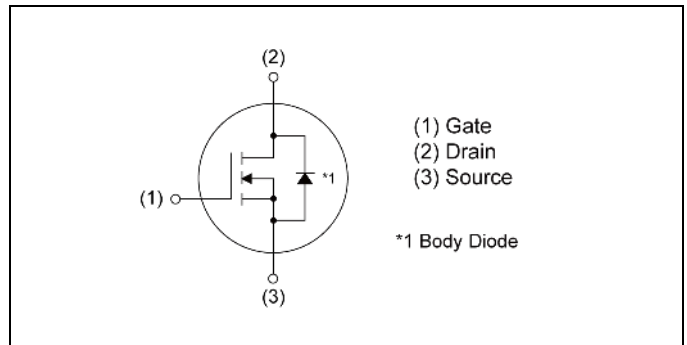 (2)
(1) Gate
(2) Drain
(3) Source
*1
(1)
*1 Body Diode
(3)